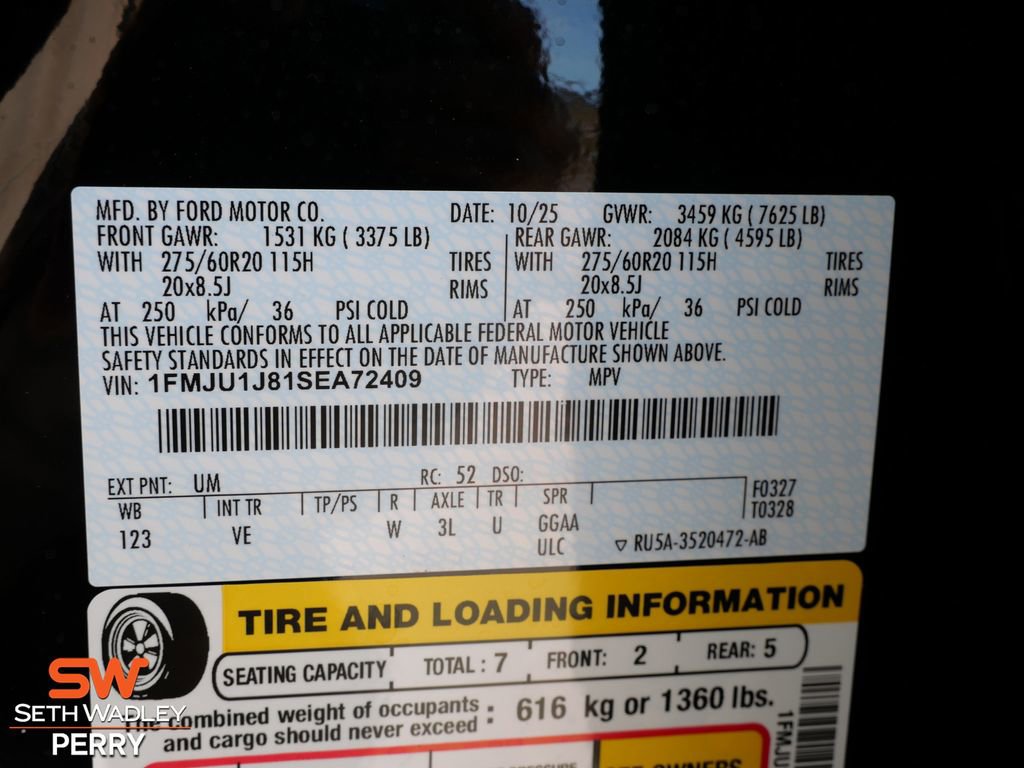 MFD. BY FORD MOTOR CO. DATE: 10/25 GVWR: 3459 KG ( 7625 LB)
FRONT GAWR: 1531 KG ( 3375 LB) REAR GAWR: 2084 KG ( 4595 LB)
WITH 275/60R20 115H TIRES WITH 275/60R20 115H TIRES
20x8.5J RIMS 20x8.5J RIMS
AT 250 kPa/ 36 PSI COLD AT 250 kPa/ 36 PSI COLD
THIS VEHICLE CONFORMS TO ALL APPLICABLE FEDERAL MOTOR VEHICLE
SAFETY STANDARDS IN EFFECT ON THE DATE OF MANUFACTURE SHOWN ABOVE.
VIN: 1FMJU1J81SEA72409 TYPE: MPV
EXT PNT: UM RC: 52 DSO:
WB INT TR TP/PS R AXLE TR SPR F0327
T0328
123 VE W 3L U GGAA
ULC RU5A-3520472-AB
TIRE AND LOADING INFORMATION
SEATING CAPACITY TOTAL : 7 FRONT: 2 REAR: 5
The combined weight of occupants
and cargo should never exceed : 616 kg or 1360 lbs.
1FMJU
OWNERS
SW
SETH WADLEY
PERRY